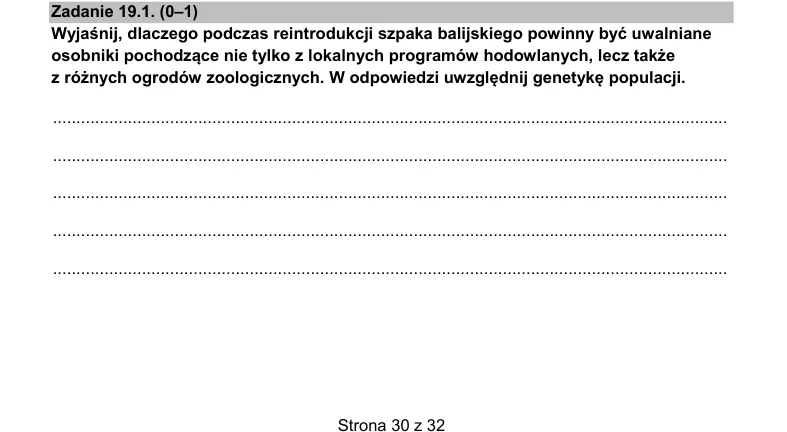 Zadanie 19.1. (0–1)
Wyjaśnij, dlaczego podczas reintrodukcji szpaka balijskiego powinny być uwalniane
osobniki pochodzące nie tylko z lokalnych programów hodowlanych, lecz także
z różnych ogrodów zoologicznych. W odpowiedzi uwzględnij genetykę populacji.
Strona 30 z 32